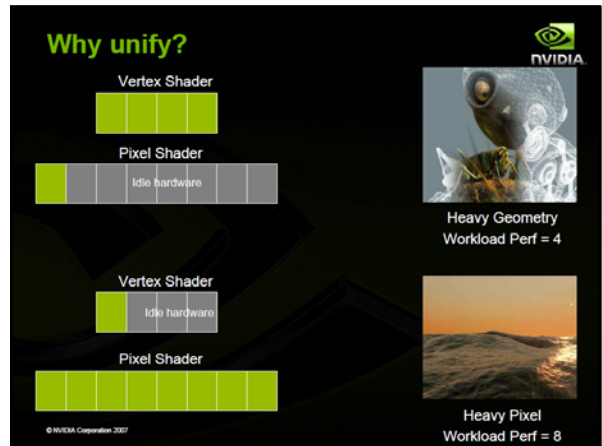 Why unify?
NVIDIA.
Vertex Shader
Pixel Shader
Idle hardware
Heavy Geometry
Workload Perf = 4
Vertex Shader
Idle hardware
Pixel Shader
Heavy Pixel
Workload Perf = 8
© NVIDIA Corporation 2007